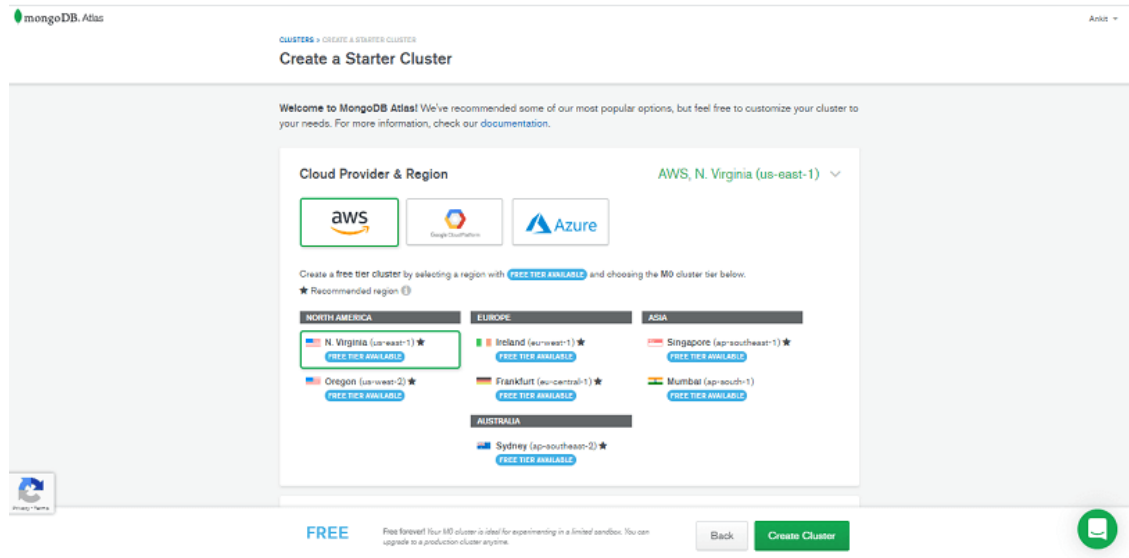 mongoDB. Atlas
Ankit
CLUSTERS > CREATE A STARTER CLUSTER
Create a Starter Cluster
Welcome to MongoDB Atlas! We've recommended some of our most popular options, but feel free to customize your cluster to
your needs. For more information, check our documentation.
Cloud Provider & Region
AWS, N. Virginia (us-east-1)
aws
Google Cloud Platform
Azure
Create a free tier cluster by selecting a region with FREE TIER AVAILABLE and choosing the M0 cluster tier below.
★ Recommended region
NORTH AMERICA
N. Virginia (us-east-1) ★
FREE TIER AVAILABLE
Oregon (us-west-2) ★
FREE TIER AVAILABLE
EUROPE
Ireland (eu-west-1) ★
FREE TIER AVAILABLE
Frankfurt (eu-central-1) ★
FREE TIER AVAILABLE
AUSTRALIA
Sydney (ap-southeast-2) ★
FREE TIER AVAILABLE
ASIA
Singapore (ap-southeast-1) ★
FREE TIER AVAILABLE
Mumbai (ap-south-1)
FREE TIER AVAILABLE
Privacy - Terms
FREE
Free forever! Your M0 cluster is ideal for experimenting in a limited sandbox. You can
upgrade to a production cluster anytime.
Back
Create Cluster